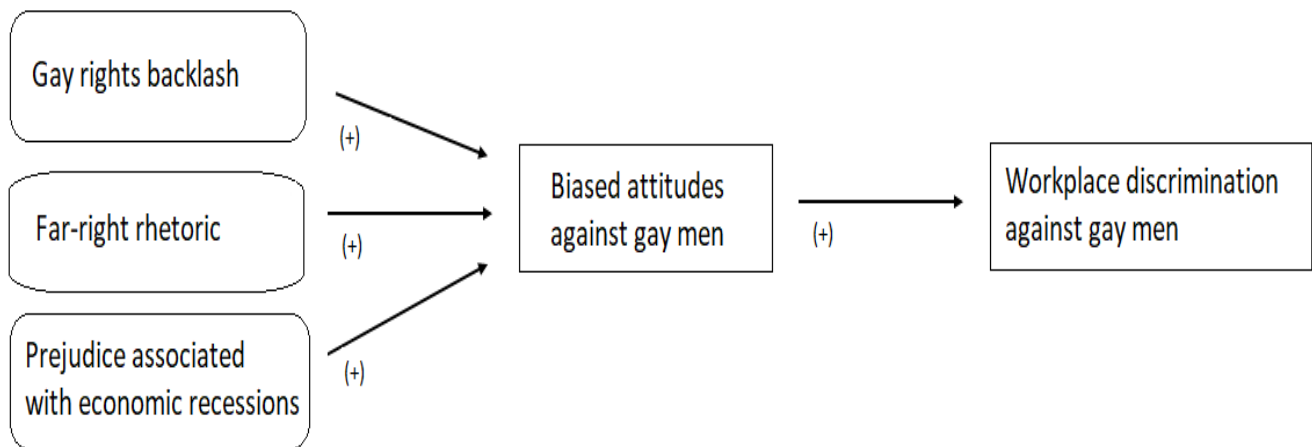 Gay rights backlash
(+)
Far-right rhetoric
(+)
Prejudice associated
with economic recessions
(+)
Biased attitudes
against gay men
(+)
Workplace discrimination
against gay men